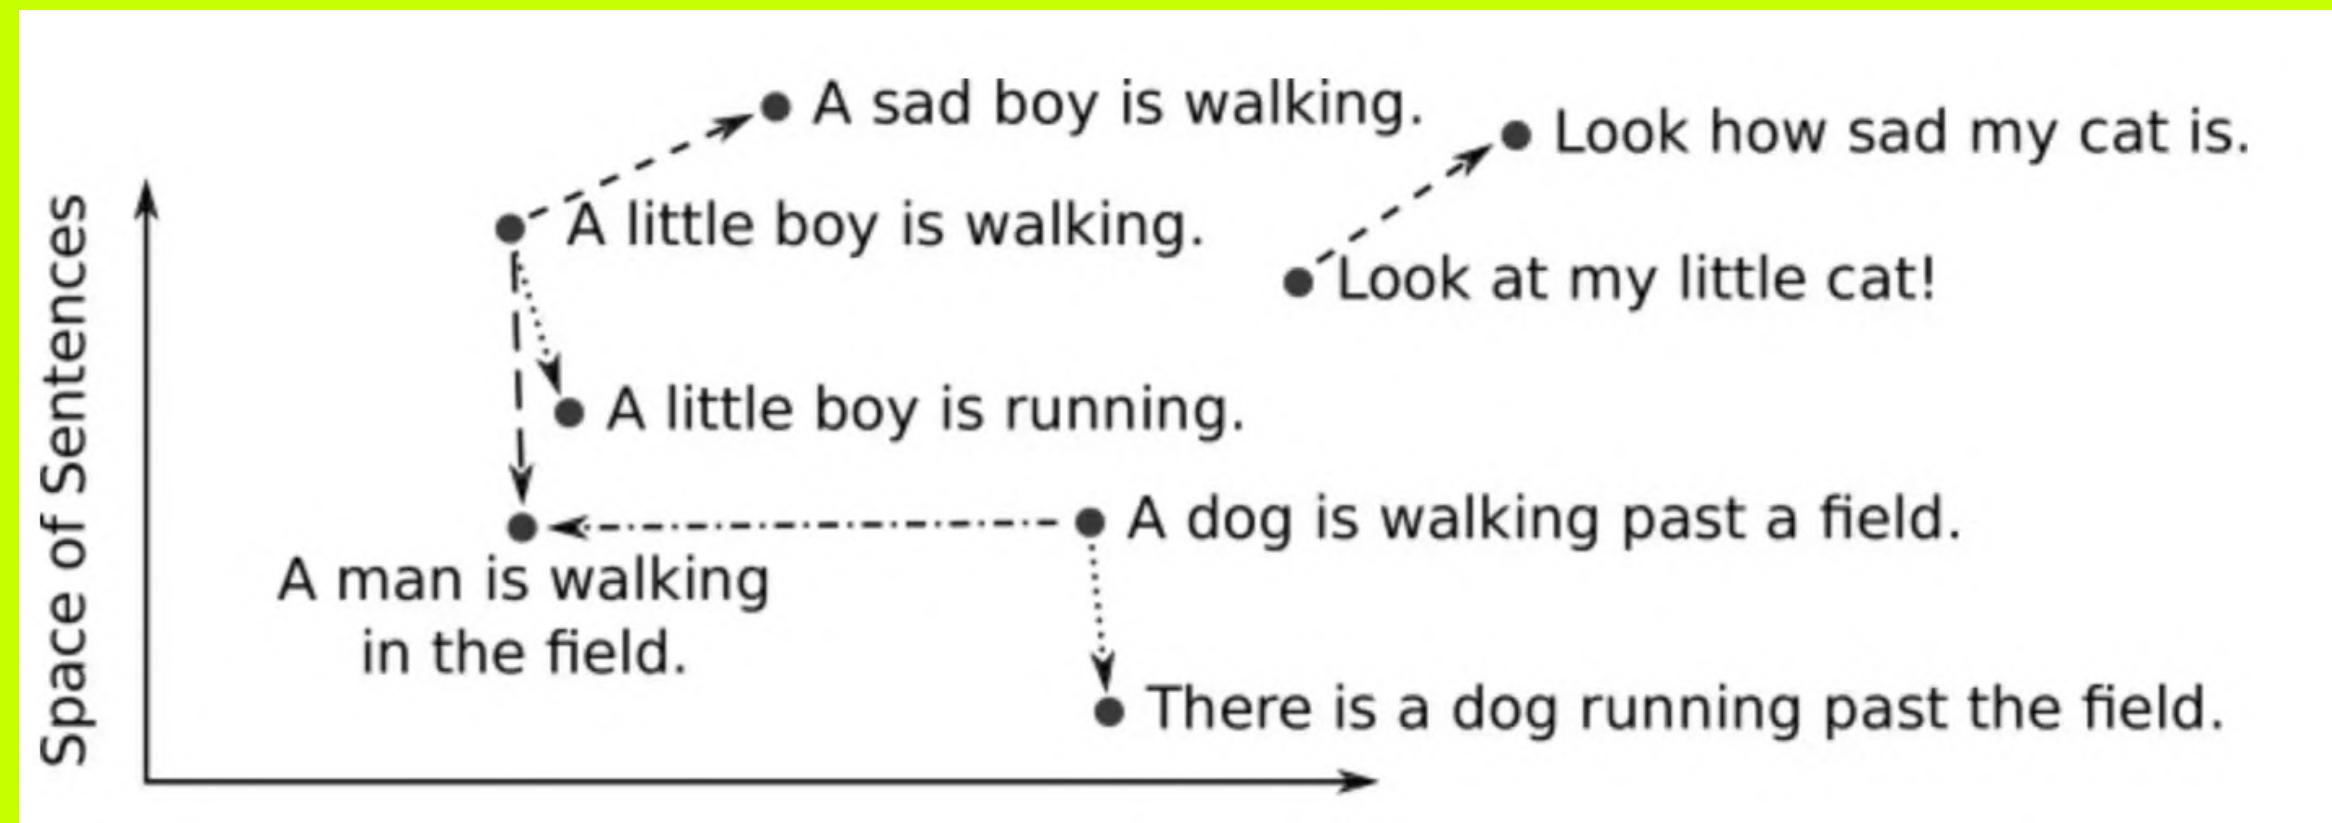 A sad boy is walking.
Look how sad my cat is.
A little boy is walking.
Look at my little cat!
A little boy is running.
A dog is walking past a field.
A man is walking
in the field.
There is a dog running past the field.
Space of Sentences